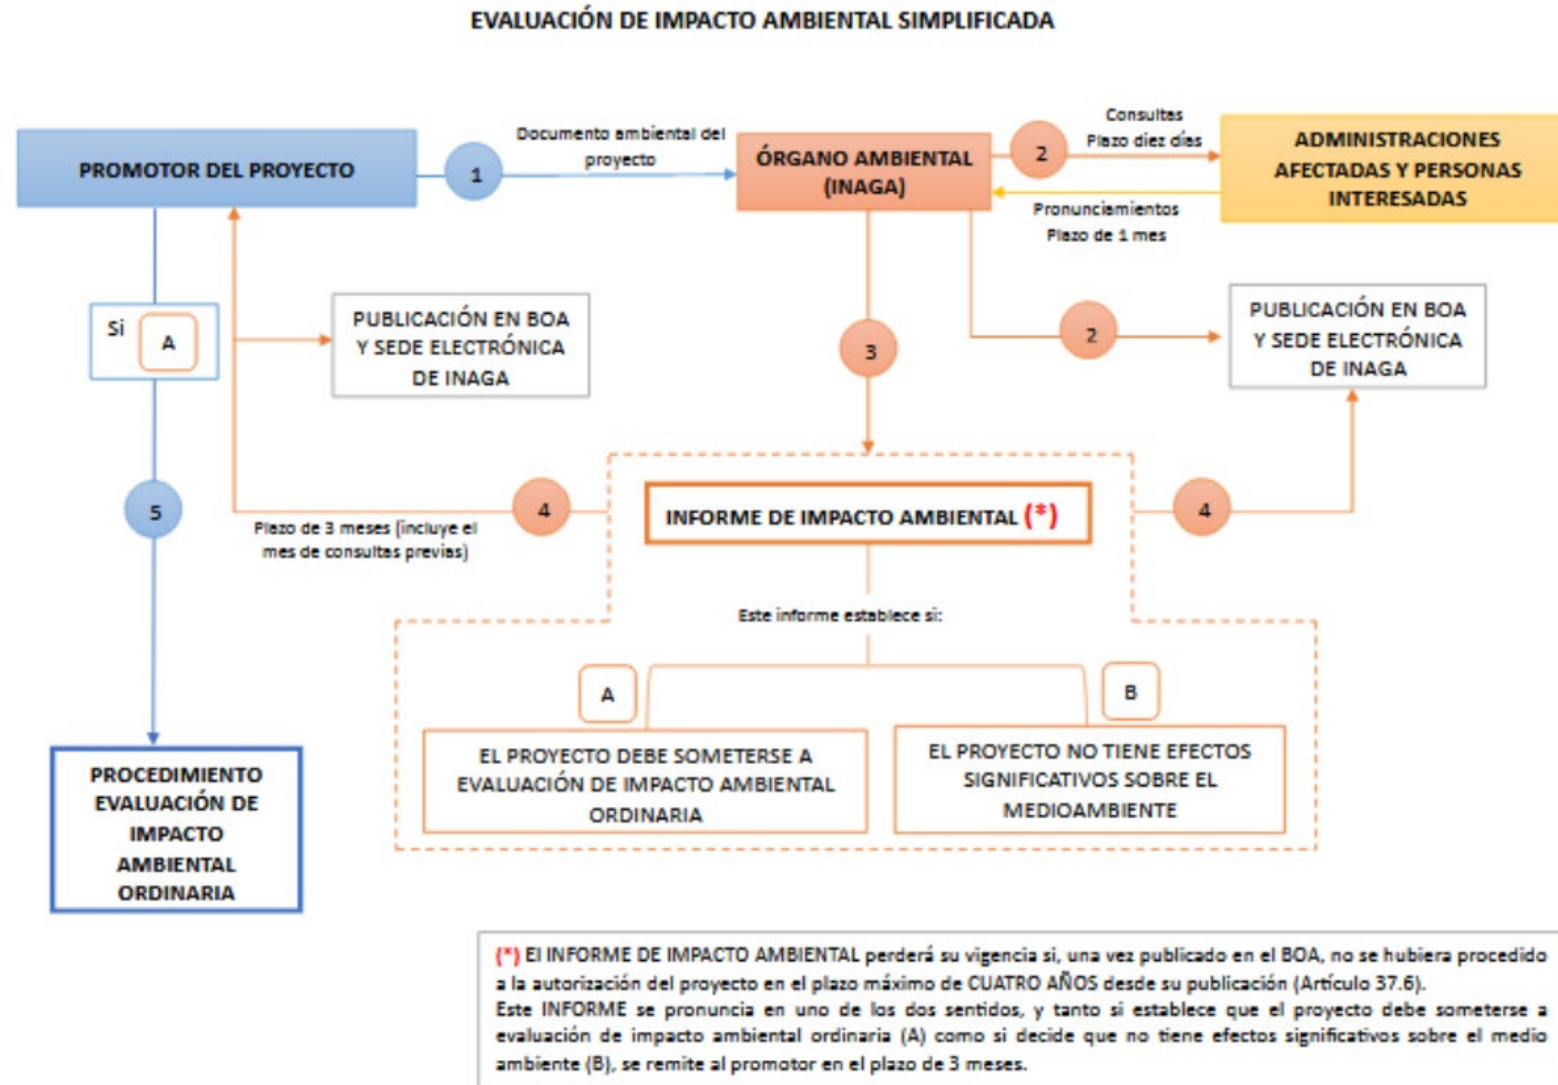 EVALUACIÓN DE IMPACTO AMBIENTAL SIMPLIFICADA
PROMOTOR DEL PROYECTO
1
Documento ambiental del
proyecto
ÓRGANO AMBIENTAL
(INAGA)
2
Consultas
Plazo diez días
Pronunciamientos
Plazo de 1 mes
ADMINISTRACIONES
AFECTADAS Y PERSONAS
INTERESADAS
Si
A
PUBLICACIÓN EN BOA
Y SEDE ELECTRÓNICA
DE INAGA
3
2
PUBLICACIÓN EN BOA
Y SEDE ELECTRÓNICA
DE INAGA
5
Plazo de 3 meses (incluye el
mes de consultas previas)
4
INFORME DE IMPACTO AMBIENTAL (*)
4
Este informe establece si:
A
B
EL PROYECTO DEBE SOMETERSE A
EVALUACIÓN DE IMPACTO AMBIENTAL
ORDINARIA
EL PROYECTO NO TIENE EFECTOS
SIGNIFICATIVOS SOBRE EL
MEDIOAMBIENTE
PROCEDIMIENTO
EVALUACIÓN DE
IMPACTO
AMBIENTAL
ORDINARIA
(*) El INFORME DE IMPACTO AMBIENTAL perderá su vigencia si, una vez publicado en el BOA, no se hubiera procedido
a la autorización del proyecto en el plazo máximo de CUATRO AÑOS desde su publicación (Artículo 37.6).
Este INFORME se pronuncia en uno de los dos sentidos, y tanto si establece que el proyecto debe someterse a
evaluación de impacto ambiental ordinaria (A) como si decide que no tiene efectos significativos sobre el medio
ambiente (B), se remite al promotor en el plazo de 3 meses.